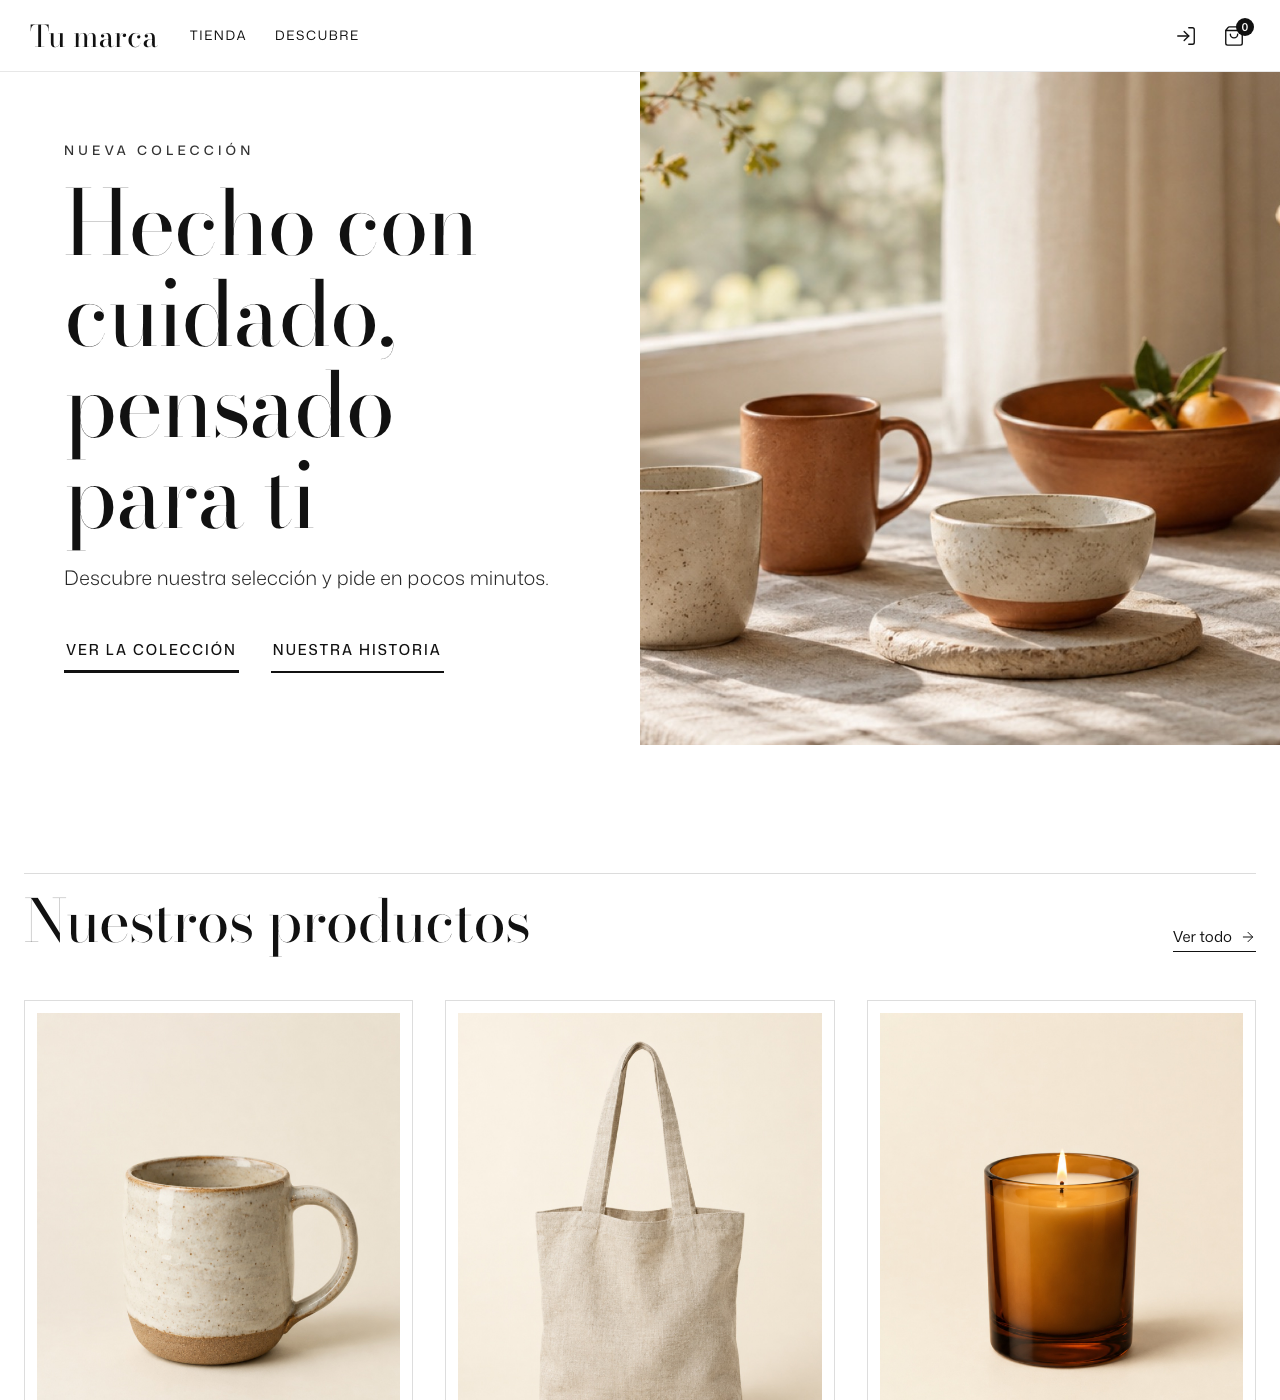 Tu marca
TIENDA
DESCUBRE
0
NUEVA COLECCIÓN
Hecho con
cuidado,
pensado
para ti
Descubre nuestra selección y pide en pocos minutos.
VER LA COLECCIÓN
NUESTRA HISTORIA
Nuestros productos
Ver todo